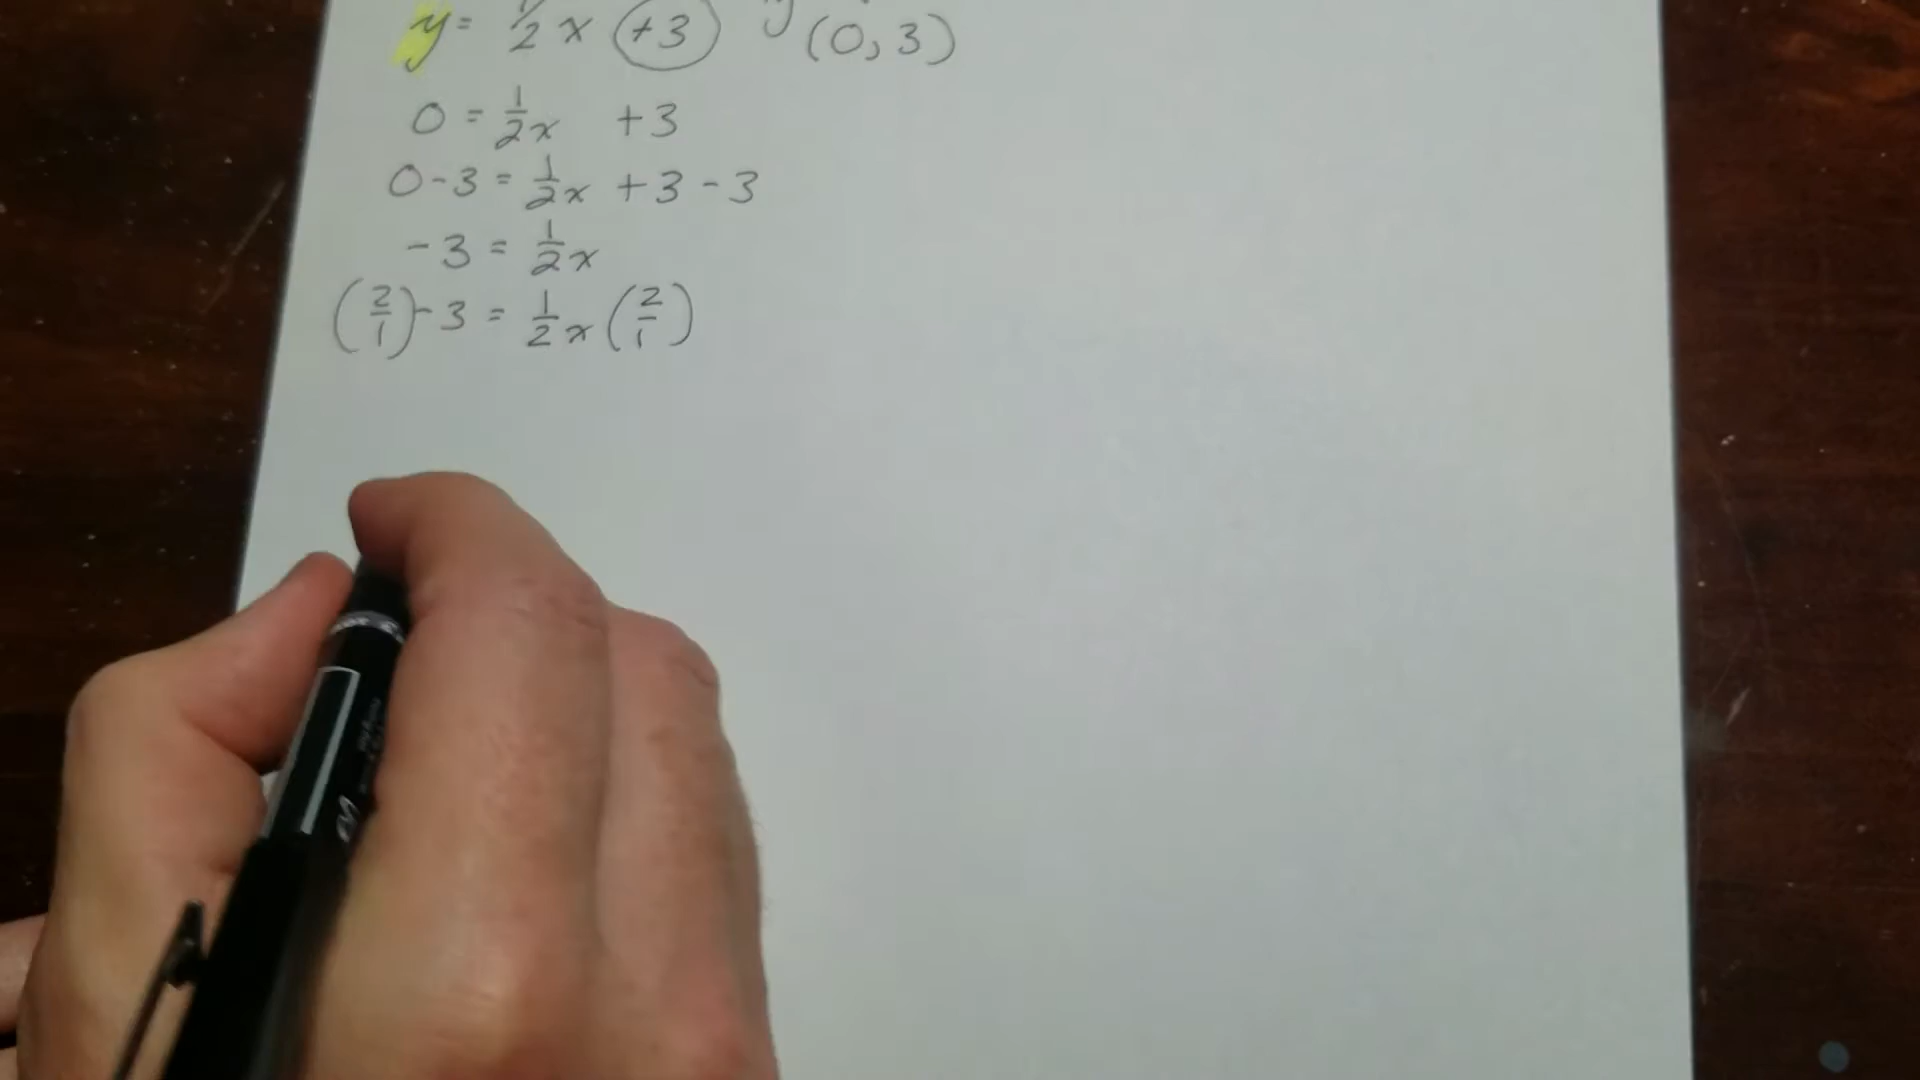 y = 1/2 x +3 (0, 3)
0 = 1/2 x +3
0 - 3 = 1/2 x + 3 - 3
- 3 = 1/2 x
(2/1) - 3 = 1/2 x (2/1)